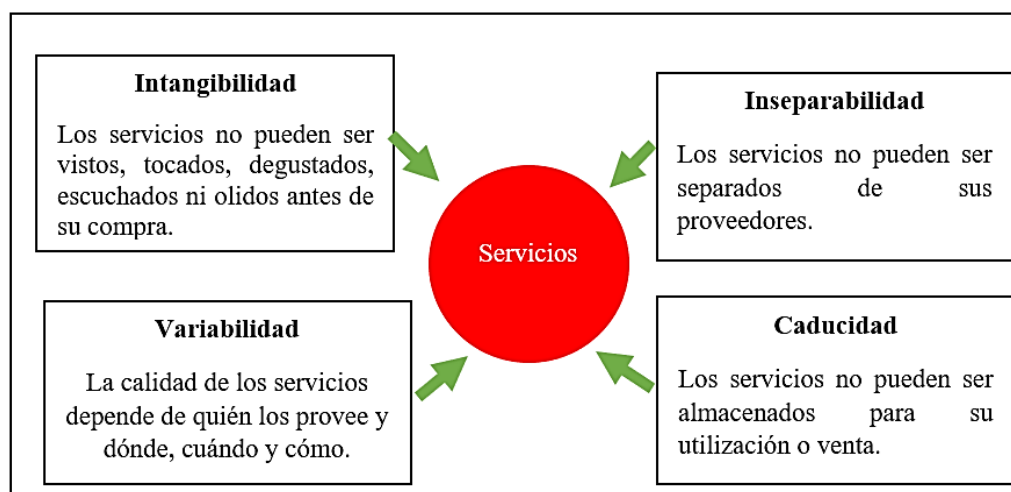 Intangibilidad
Los servicios no pueden ser
vistos, tocados, degustados,
escuchados ni olidos antes de
su compra.
Inseparabilidad
Los servicios no pueden ser
separados de sus
proveedores.
Servicios
Variabilidad
La calidad de los servicios
depende de quién los provee y
dónde, cuándo y cómo.
Caducidad
Los servicios no pueden ser
almacenados para su
utilización o venta.